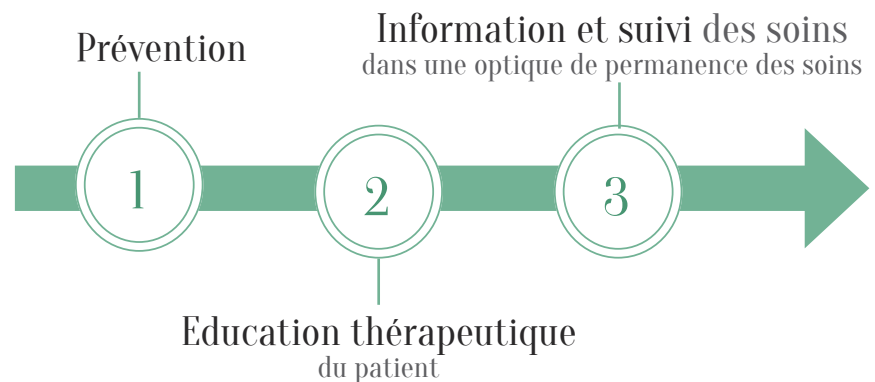 Prévention
1
Education thérapeutique
du patient
2
Information et suivi des soins
dans une optique de permanence des soins
3